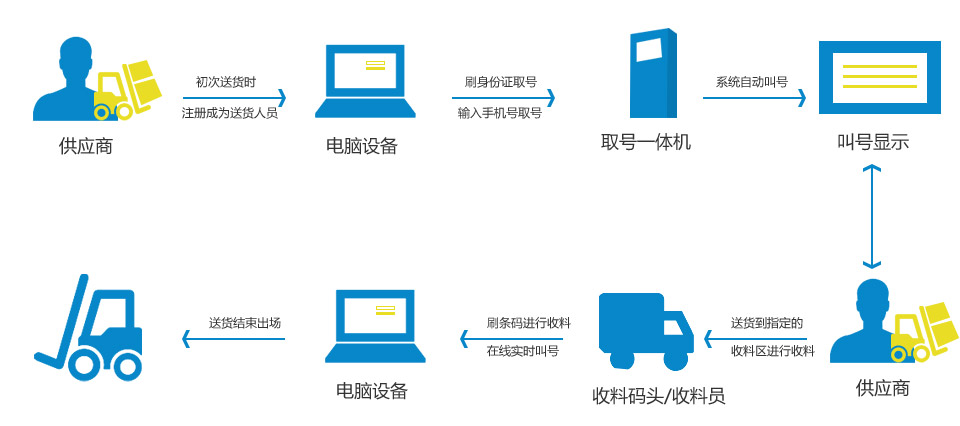 初次送货时
注册成为送货人员
刷身份证取号
输入手机号取号
系统自动叫号
供应商
电脑设备
取号一体机
叫号显示
送货结束出场
刷条码进行收料
在线实时叫号
送货到指定的
收料区进行收料
电脑设备
收料码头/收料员
供应商